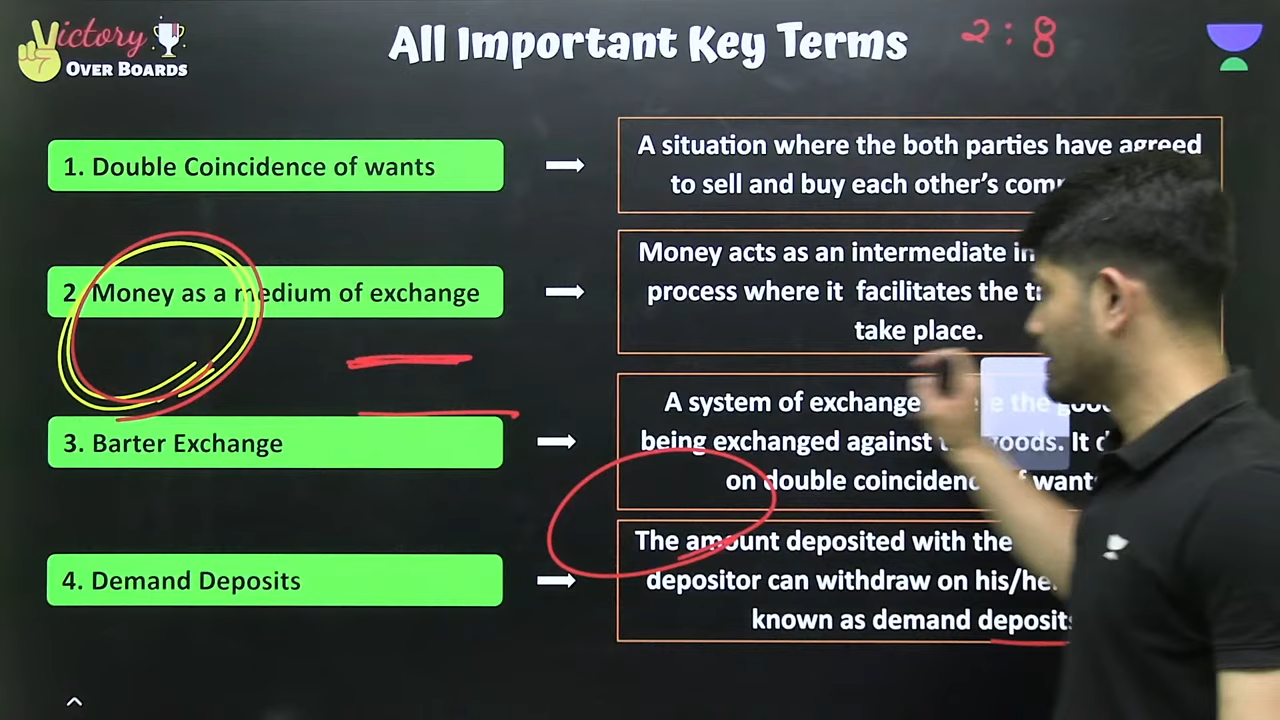 Victory
OVER BOARDS
All Important Key Terms
2 : 8
1. Double Coincidence of wants
A situation where the both parties have agreed
to sell and buy each other's
2. Money as a medium of exchange
Money acts as an intermediate in
process where it facilitates the
take place.
3. Barter Exchange
A system of exchange the
being exchanged against goods. It
on double coincidence of wants
4. Demand Deposits
The amount deposited with the
depositor can withdraw on his/her
known as demand deposits